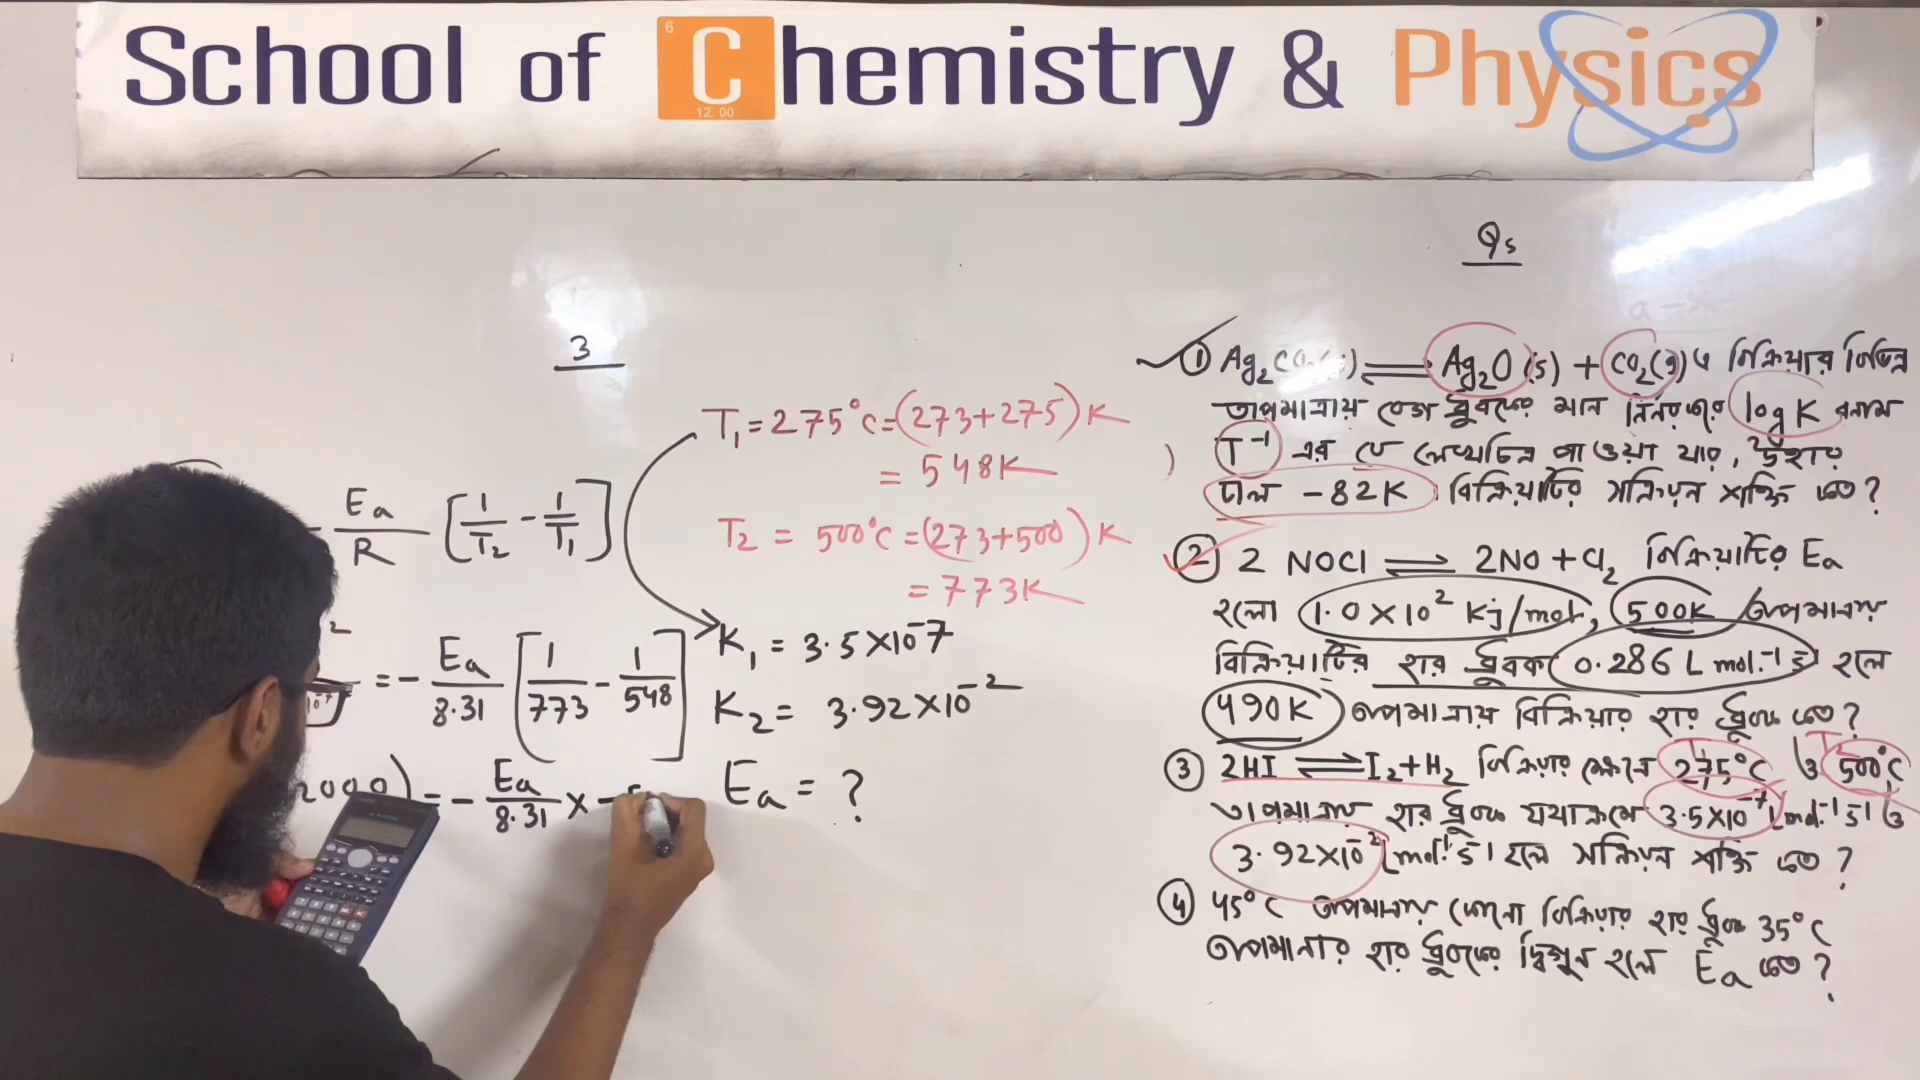 School of Chemistry & Physics
6
12.00
3
Ea/R [1/T₂ - 1/T₁]
= - Ea/8.31 [1/773 - 1/548]
2000) = - Ea/8.31 × -
T₁ = 275°C = (273+275) K
= 548K
T₂ = 500°C = (273+500) K
= 773K
K₁ = 3.5×10⁻⁷
K₂ = 3.92×10⁻²
Ea = ?
Qs
① Ag₂CO₃(s) ⇌ Ag₂O(s) + CO₂(g) এ বিক্রিয়ার বিভিন্ন
তাপমাত্রায় বেগ ধ্রুবকের মান নির্ণয় করে log K বনাম
T⁻¹ এর যে লেখচিত্র পাওয়া যায়, উহার
ঢাল -82K। বিক্রিয়াটির সক্রিয়ন শক্তি কত?
② 2 NOCl ⇌ 2NO + Cl₂ বিক্রিয়াটির Ea
হলো 1.0×10² Kj/mol, 500K তাপমাত্রায়
বিক্রিয়াটির হার ধ্রুবক 0.286 L mol⁻¹ s⁻¹ হলে
490K তাপমাত্রায় বিক্রিয়ার হার ধ্রুবক কত?
③ 2HI ⇌ I₂+H₂ বিক্রিয়ার ক্ষেত্রে 275°C ও 500°C
তাপমাত্রায় হার ধ্রুবক যথাক্রমে 3.5×10⁻⁷ L mol⁻¹ s⁻¹ ও
3.92×10⁻² L mol⁻¹ s⁻¹ হলে সক্রিয়ন শক্তি কত?
④ 45°C তাপমাত্রায় কোনো বিক্রিয়ার হার ধ্রুবক 35°C
তাপমাত্রার হার ধ্রুবকের দ্বিগুন হলে Ea কত?